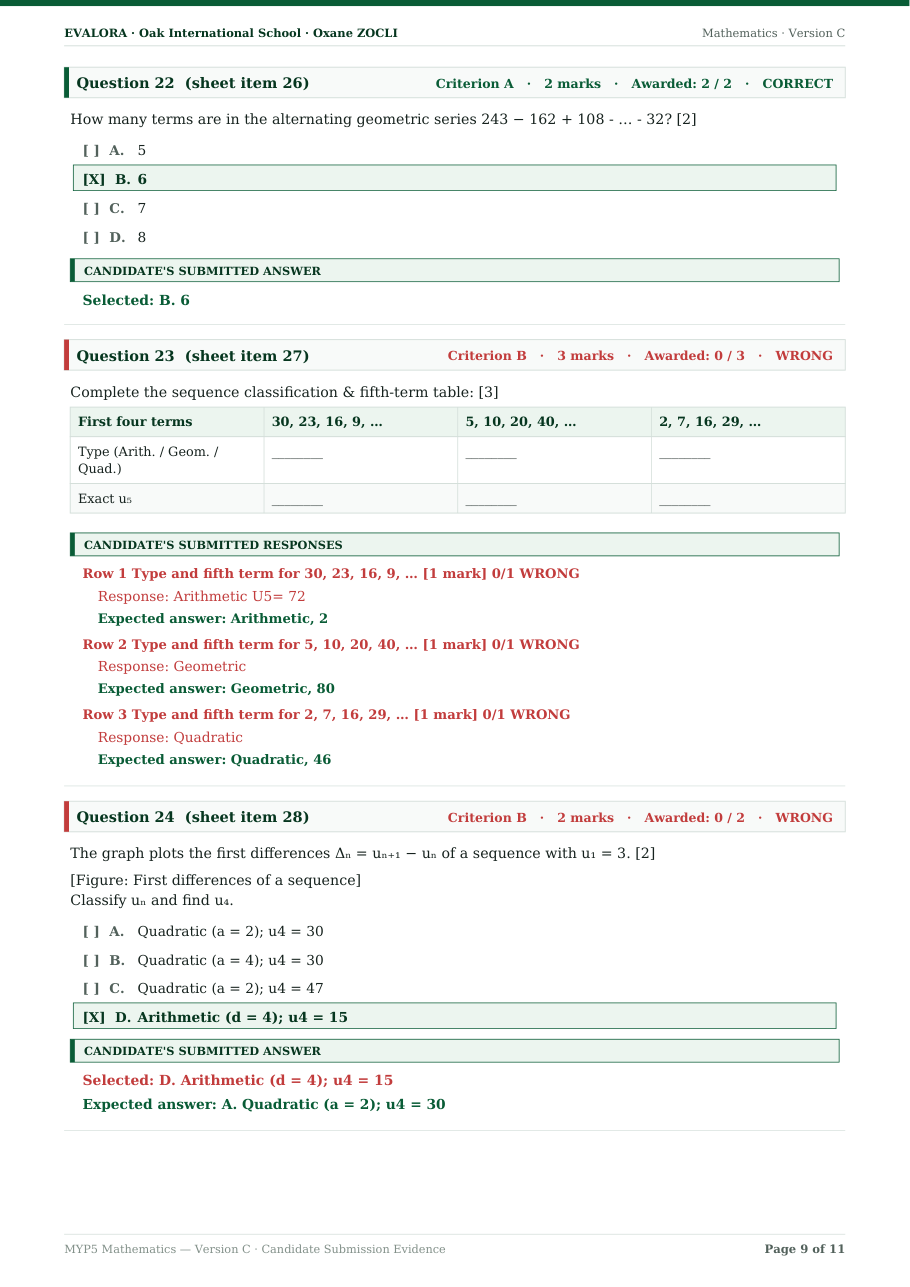 EVALORA · Oak International School · Oxane ZOCLI
Mathematics · Version C
Question 22 (sheet item 26)
Criterion A · 2 marks · Awarded: 2 / 2 · CORRECT
How many terms are in the alternating geometric series 243 − 162 + 108 - … - 32? [2]
[ ] A. 5
[X] B. 6
[ ] C. 7
[ ] D. 8
CANDIDATE'S SUBMITTED ANSWER
Selected: B. 6
Question 23 (sheet item 27)
Criterion B · 3 marks · Awarded: 0 / 3 · WRONG
Complete the sequence classification & fifth-term table: [3]
First four terms 30, 23, 16, 9, … 5, 10, 20, 40, … 2, 7, 16, 29, …
Type (Arith. / Geom. / Quad.) ________ ________ ________
Exact u₅ ________ ________ ________
CANDIDATE'S SUBMITTED RESPONSES
Row 1 Type and fifth term for 30, 23, 16, 9, … [1 mark] 0/1 WRONG
Response: Arithmetic U5= 72
Expected answer: Arithmetic, 2
Row 2 Type and fifth term for 5, 10, 20, 40, … [1 mark] 0/1 WRONG
Response: Geometric
Expected answer: Geometric, 80
Row 3 Type and fifth term for 2, 7, 16, 29, … [1 mark] 0/1 WRONG
Response: Quadratic
Expected answer: Quadratic, 46
Question 24 (sheet item 28)
Criterion B · 2 marks · Awarded: 0 / 2 · WRONG
The graph plots the first differences Δₙ = uₙ₊₁ − uₙ of a sequence with u₁ = 3. [2]
[Figure: First differences of a sequence]
Classify uₙ and find u₄.
[ ] A. Quadratic (a = 2); u4 = 30
[ ] B. Quadratic (a = 4); u4 = 30
[ ] C. Quadratic (a = 2); u4 = 47
[X] D. Arithmetic (d = 4); u4 = 15
CANDIDATE'S SUBMITTED ANSWER
Selected: D. Arithmetic (d = 4); u4 = 15
Expected answer: A. Quadratic (a = 2); u4 = 30
MYP5 Mathematics — Version C · Candidate Submission Evidence
Page 9 of 11